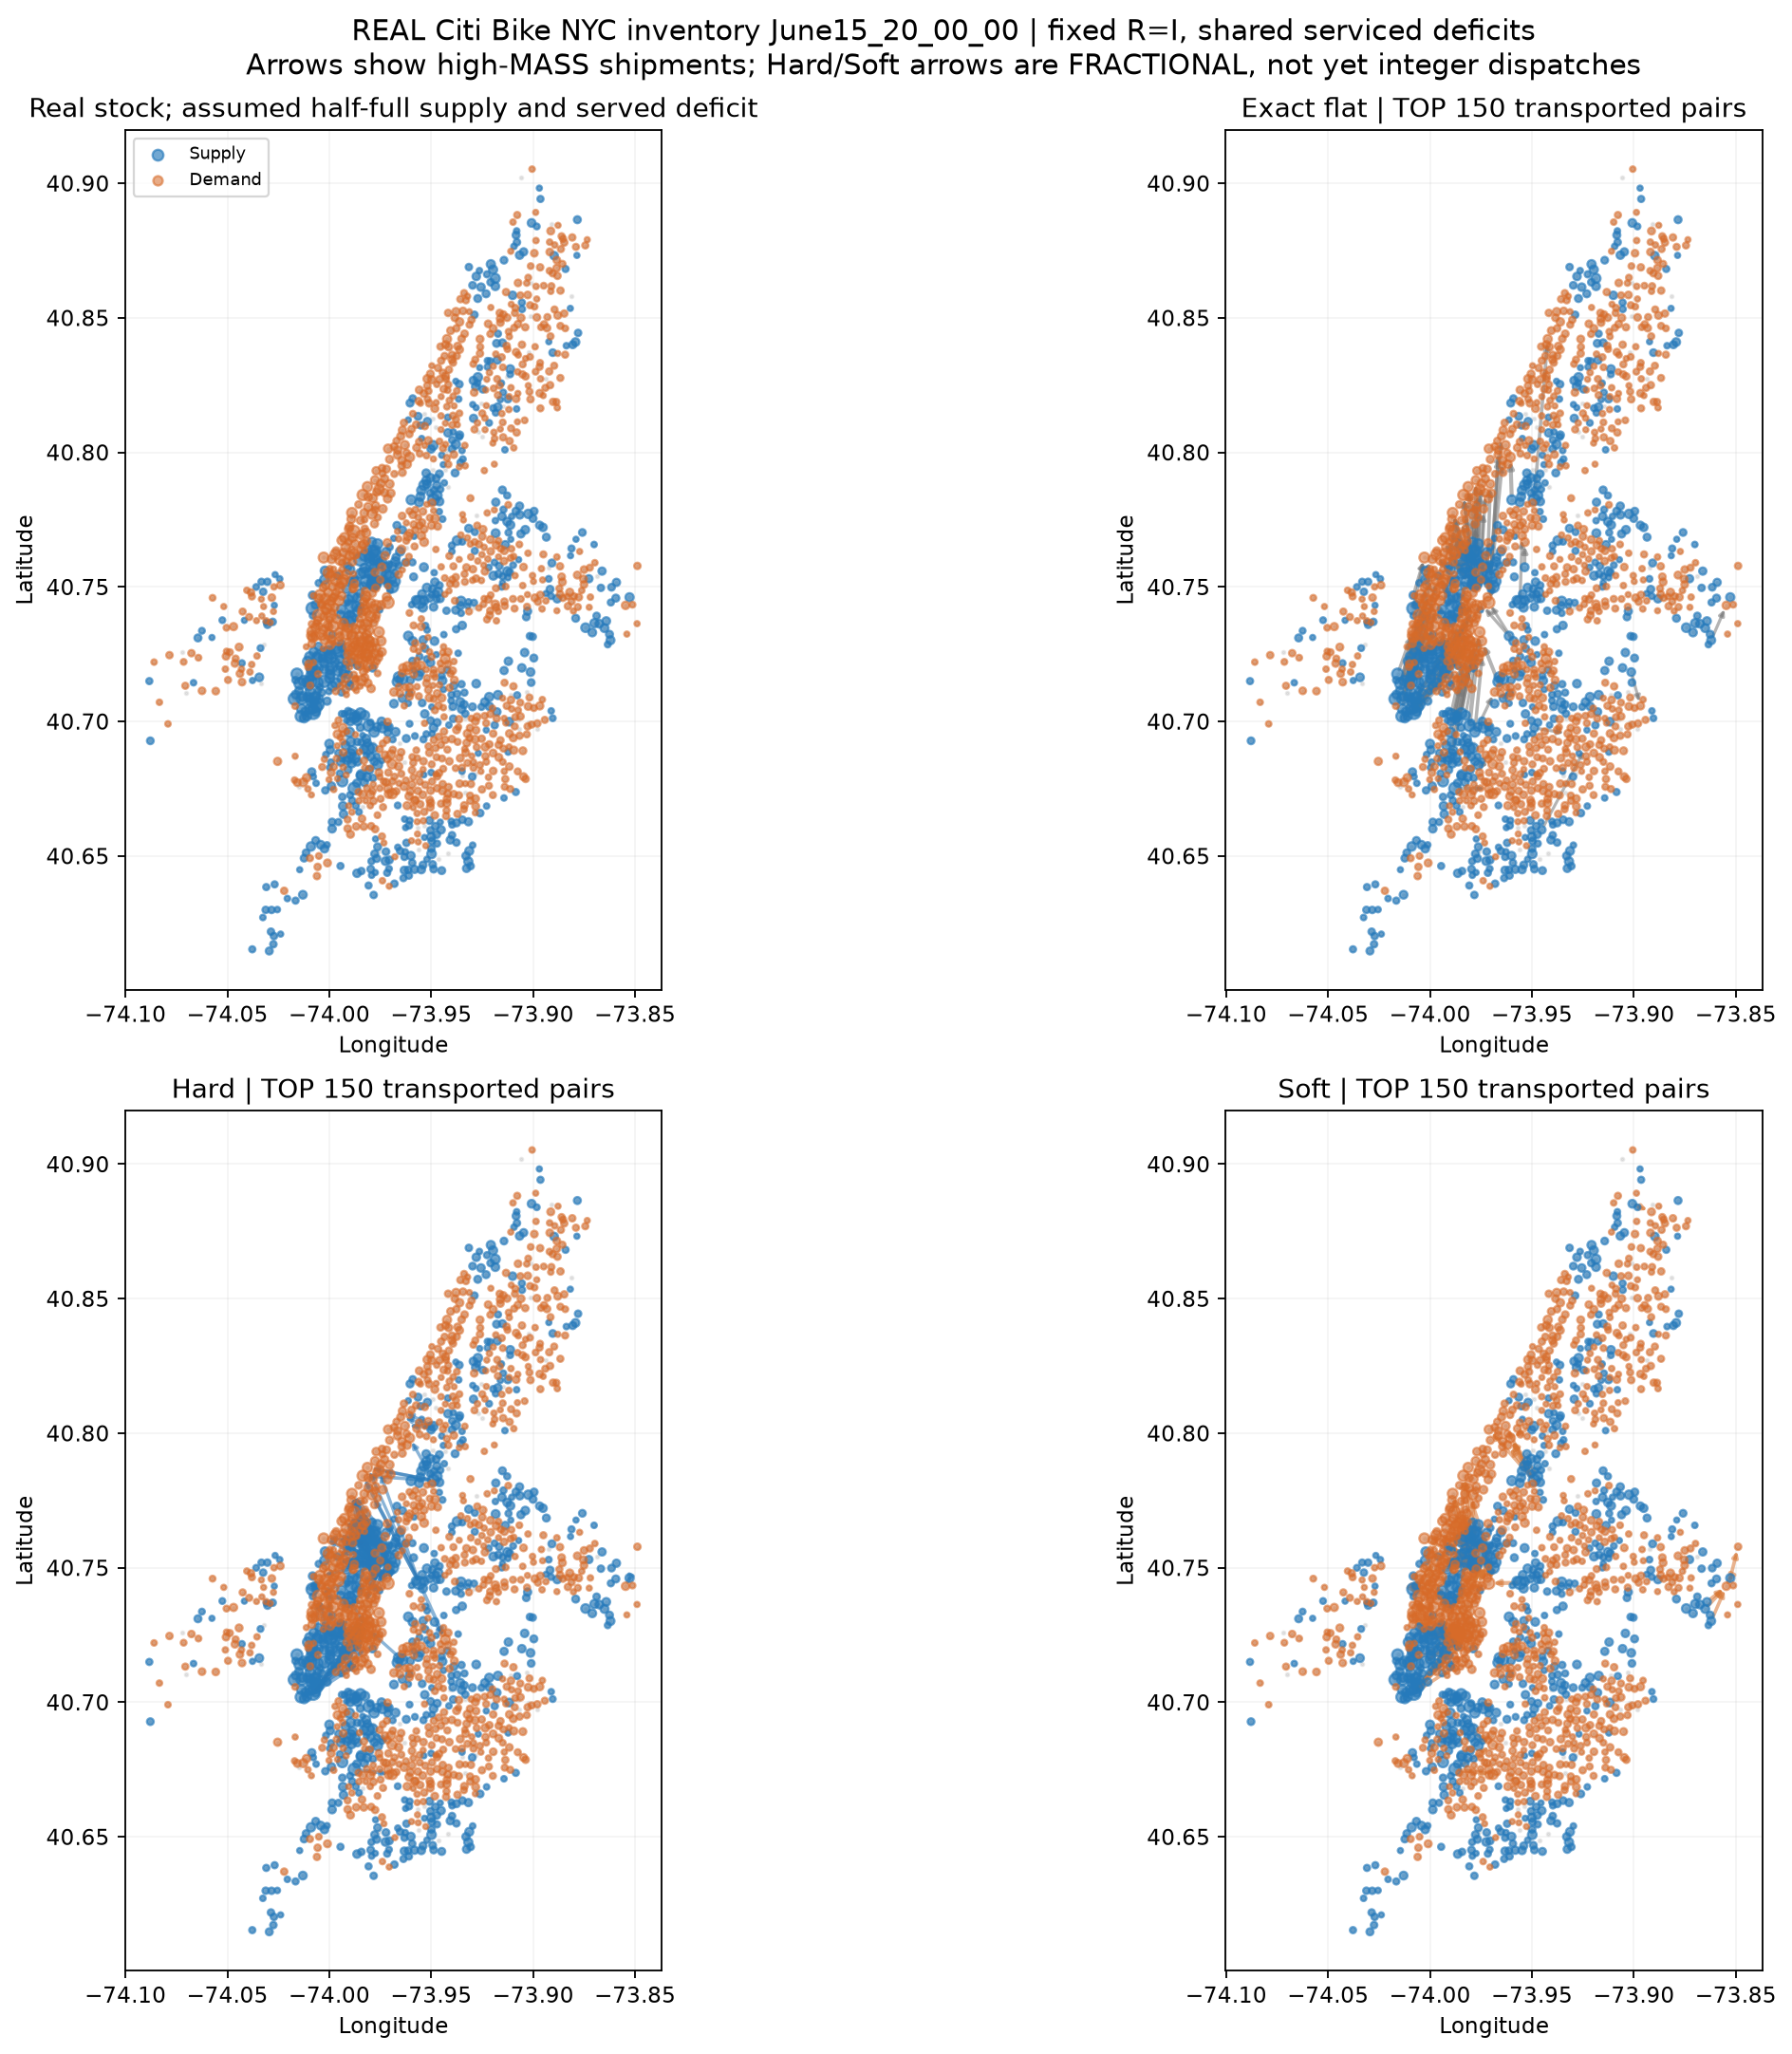 REAL Citi Bike NYC inventory June15_20_00_00 | fixed R=I, shared serviced deficits
Arrows show high-MASS shipments; Hard/Soft arrows are FRACTIONAL, not yet integer dispatches
Real stock; assumed half-full supply and served deficit
Supply
Demand
40.90
40.85
40.80
40.75
40.70
40.65
Latitude
−74.10 −74.05 −74.00 −73.95 −73.90 −73.85
Longitude
Exact flat | TOP 150 transported pairs
40.90
40.85
40.80
40.75
40.70
40.65
Latitude
−74.10 −74.05 −74.00 −73.95 −73.90 −73.85
Longitude
Hard | TOP 150 transported pairs
40.90
40.85
40.80
40.75
40.70
40.65
Latitude
−74.10 −74.05 −74.00 −73.95 −73.90 −73.85
Longitude
Soft | TOP 150 transported pairs
40.90
40.85
40.80
40.75
40.70
40.65
Latitude
−74.10 −74.05 −74.00 −73.95 −73.90 −73.85
Longitude